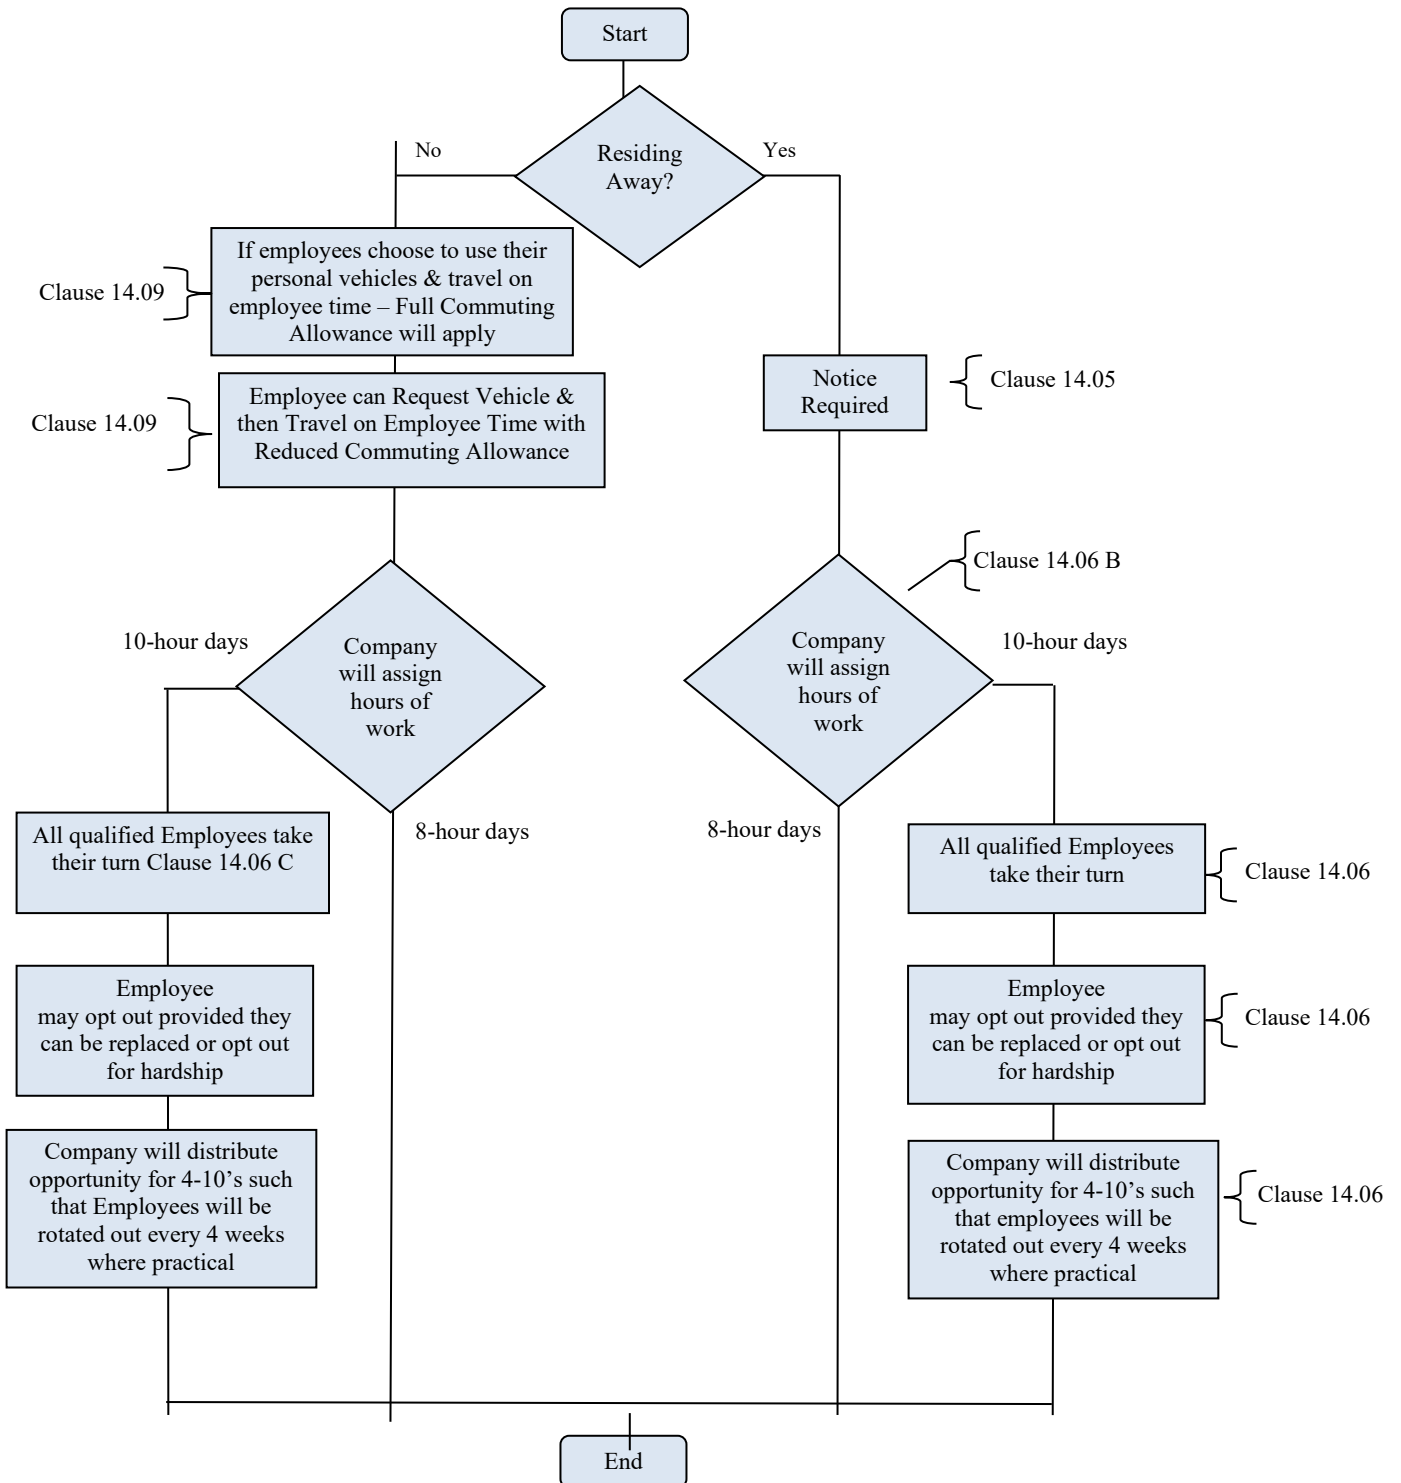 Start
No
Yes
Residing
Away?
If employees choose to use their
personal vehicles & travel on
employee time – Full Commuting
Allowance will apply
Clause 14.09
Employee can Request Vehicle &
then Travel on Employee Time with
Reduced Commuting Allowance
Clause 14.09
Notice
Required
Clause 14.05
Clause 14.06 B
10-hour days
Company
will assign
hours of
work
Company
will assign
hours of
work
10-hour days
8-hour days
8-hour days
All qualified Employees take
their turn Clause 14.06 C
All qualified Employees
take their turn
Clause 14.06
Employee
may opt out provided they
can be replaced or opt out
for hardship
Employee
may opt out provided they
can be replaced or opt out
for hardship
Clause 14.06
Company will distribute
opportunity for 4-10’s such
that Employees will be
rotated out every 4 weeks
where practical
Company will distribute
opportunity for 4-10’s such
that employees will be
rotated out every 4 weeks
where practical
Clause 14.06
End